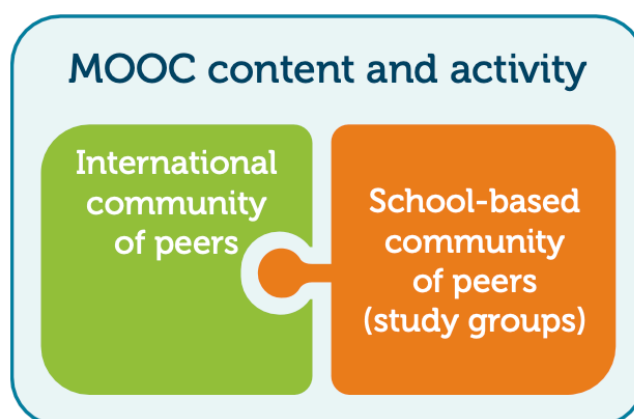 MOOC content and activity
International
community
of peers
School-based
community
of peers
(study groups)